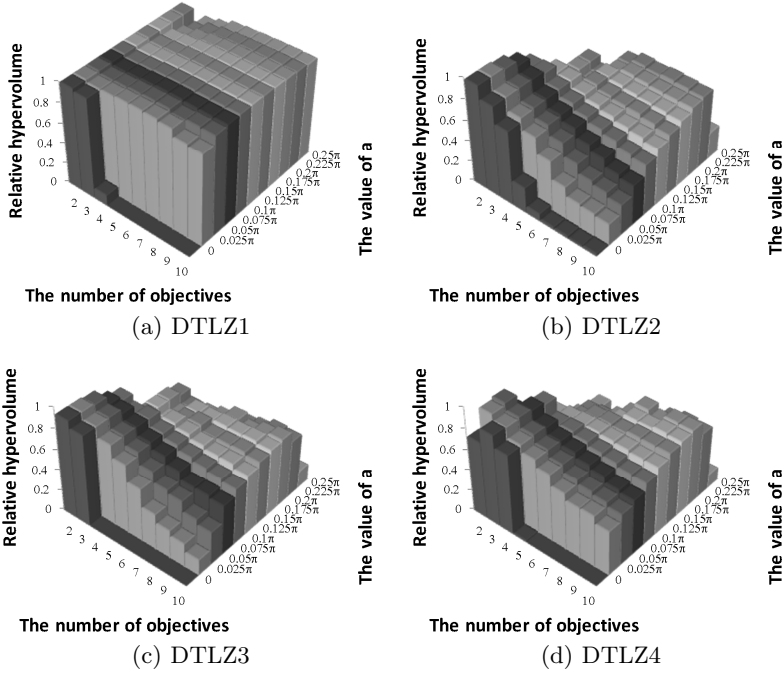 Relative hypervolume
1
0.8
0.6
0.4
0.2
0
2
3
4
5
6
7
8
9
10
0
0.025π
0.05π
0.075π
0.1π
0.125π
0.15π
0.175π
0.2π
0.225π
0.25π
The value of a
The number of objectives
(a) DTLZ1
Relative hypervolume
1
0.8
0.6
0.4
0.2
0
2
3
4
5
6
7
8
9
10
0
0.025π
0.05π
0.075π
0.1π
0.125π
0.15π
0.175π
0.2π
0.225π
0.25π
The value of a
The number of objectives
(b) DTLZ2
Relative hypervolume
1
0.8
0.6
0.4
0.2
0
2
3
4
5
6
7
8
9
10
0
0.025π
0.05π
0.075π
0.1π
0.125π
0.15π
0.175π
0.2π
0.225π
0.25π
The value of a
The number of objectives
(c) DTLZ3
Relative hypervolume
1
0.8
0.6
0.4
0.2
0
2
3
4
5
6
7
8
9
10
0
0.025π
0.05π
0.075π
0.1π
0.125π
0.15π
0.175π
0.2π
0.225π
0.25π
The value of a
The number of objectives
(d) DTLZ4